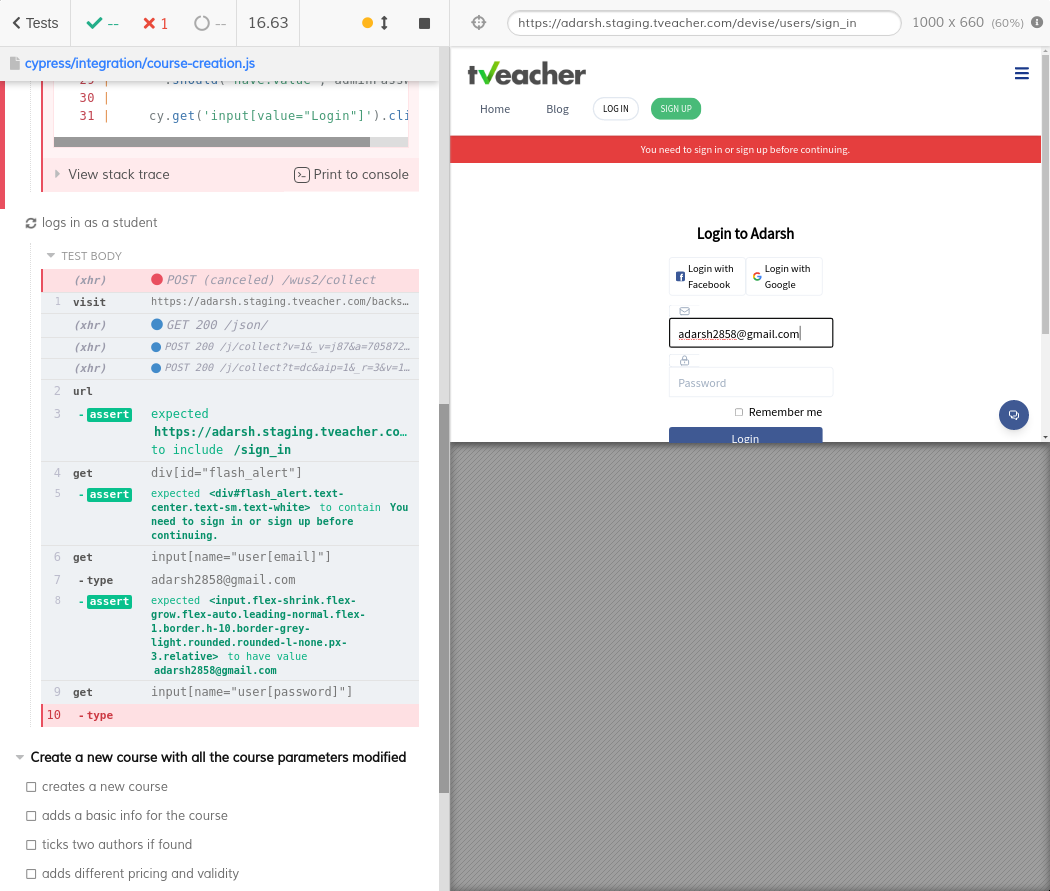 Tests
--
1
--
16.63
cypress/integration/course-creation.js
30 |
31 | cy.get('input[value="Login"]').cli
View stack trace
Print to console
logs in as a student
TEST BODY
(xhr) POST (canceled) /wus2/collect
1 visit https://adarsh.staging.tveacher.com/backs...
(xhr) GET 200 /json/
(xhr) POST 200 /j/collect?v=1&_v=j87&a=705872...
(xhr) POST 200 /j/collect?t=dc&aip=1&_r=3&v=1...
2 url
3 - assert expected
https://adarsh.staging.tveacher.co...
to include /sign_in
4 get div[id="flash_alert"]
5 - assert expected <div#flash_alert.text-
center.text-sm.text-white> to contain You
need to sign in or sign up before
continuing.
6 get input[name="user[email]"]
7 - type adarsh2858@gmail.com
8 - assert expected <input.flex-shrink.flex-
grow.flex-auto.leading-normal.flex-
1.border.h-10.border-grey-
light.rounded.rounded-l-none.px-
3.relative> to have value
adarsh2858@gmail.com
9 get input[name="user[password]"]
10 - type
Create a new course with all the course parameters modified
creates a new course
adds a basic info for the course
ticks two authors if found
adds different pricing and validity
https://adarsh.staging.tveacher.com/devise/users/sign_in
1000 x 660 (60%)
tveacher
Home
Blog
LOG IN
SIGN UP
You need to sign in or sign up before continuing.
Login to Adarsh
Login with
Facebook
Login with
Google
adarsh2858@gmail.com
Password
Remember me
Login